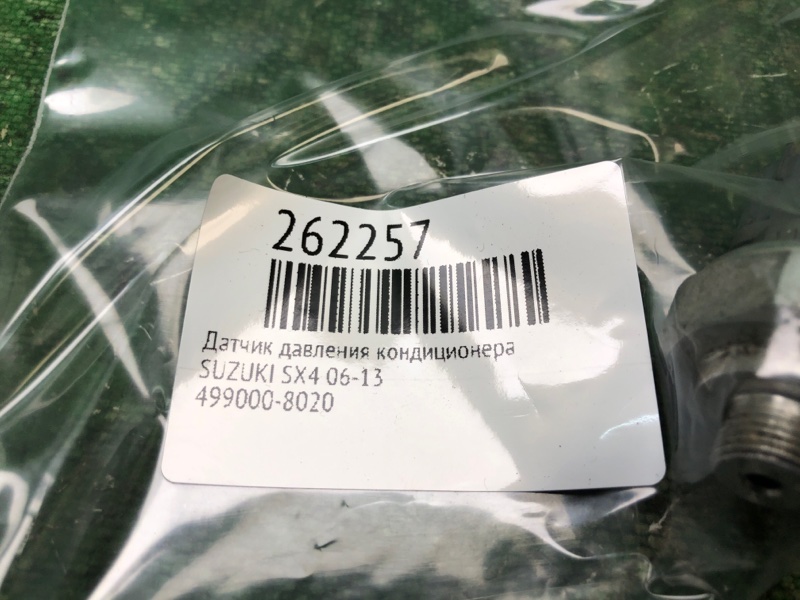 262257
Датчик давления кондиционера
SUZUKI SX4 06-13
499000-8020